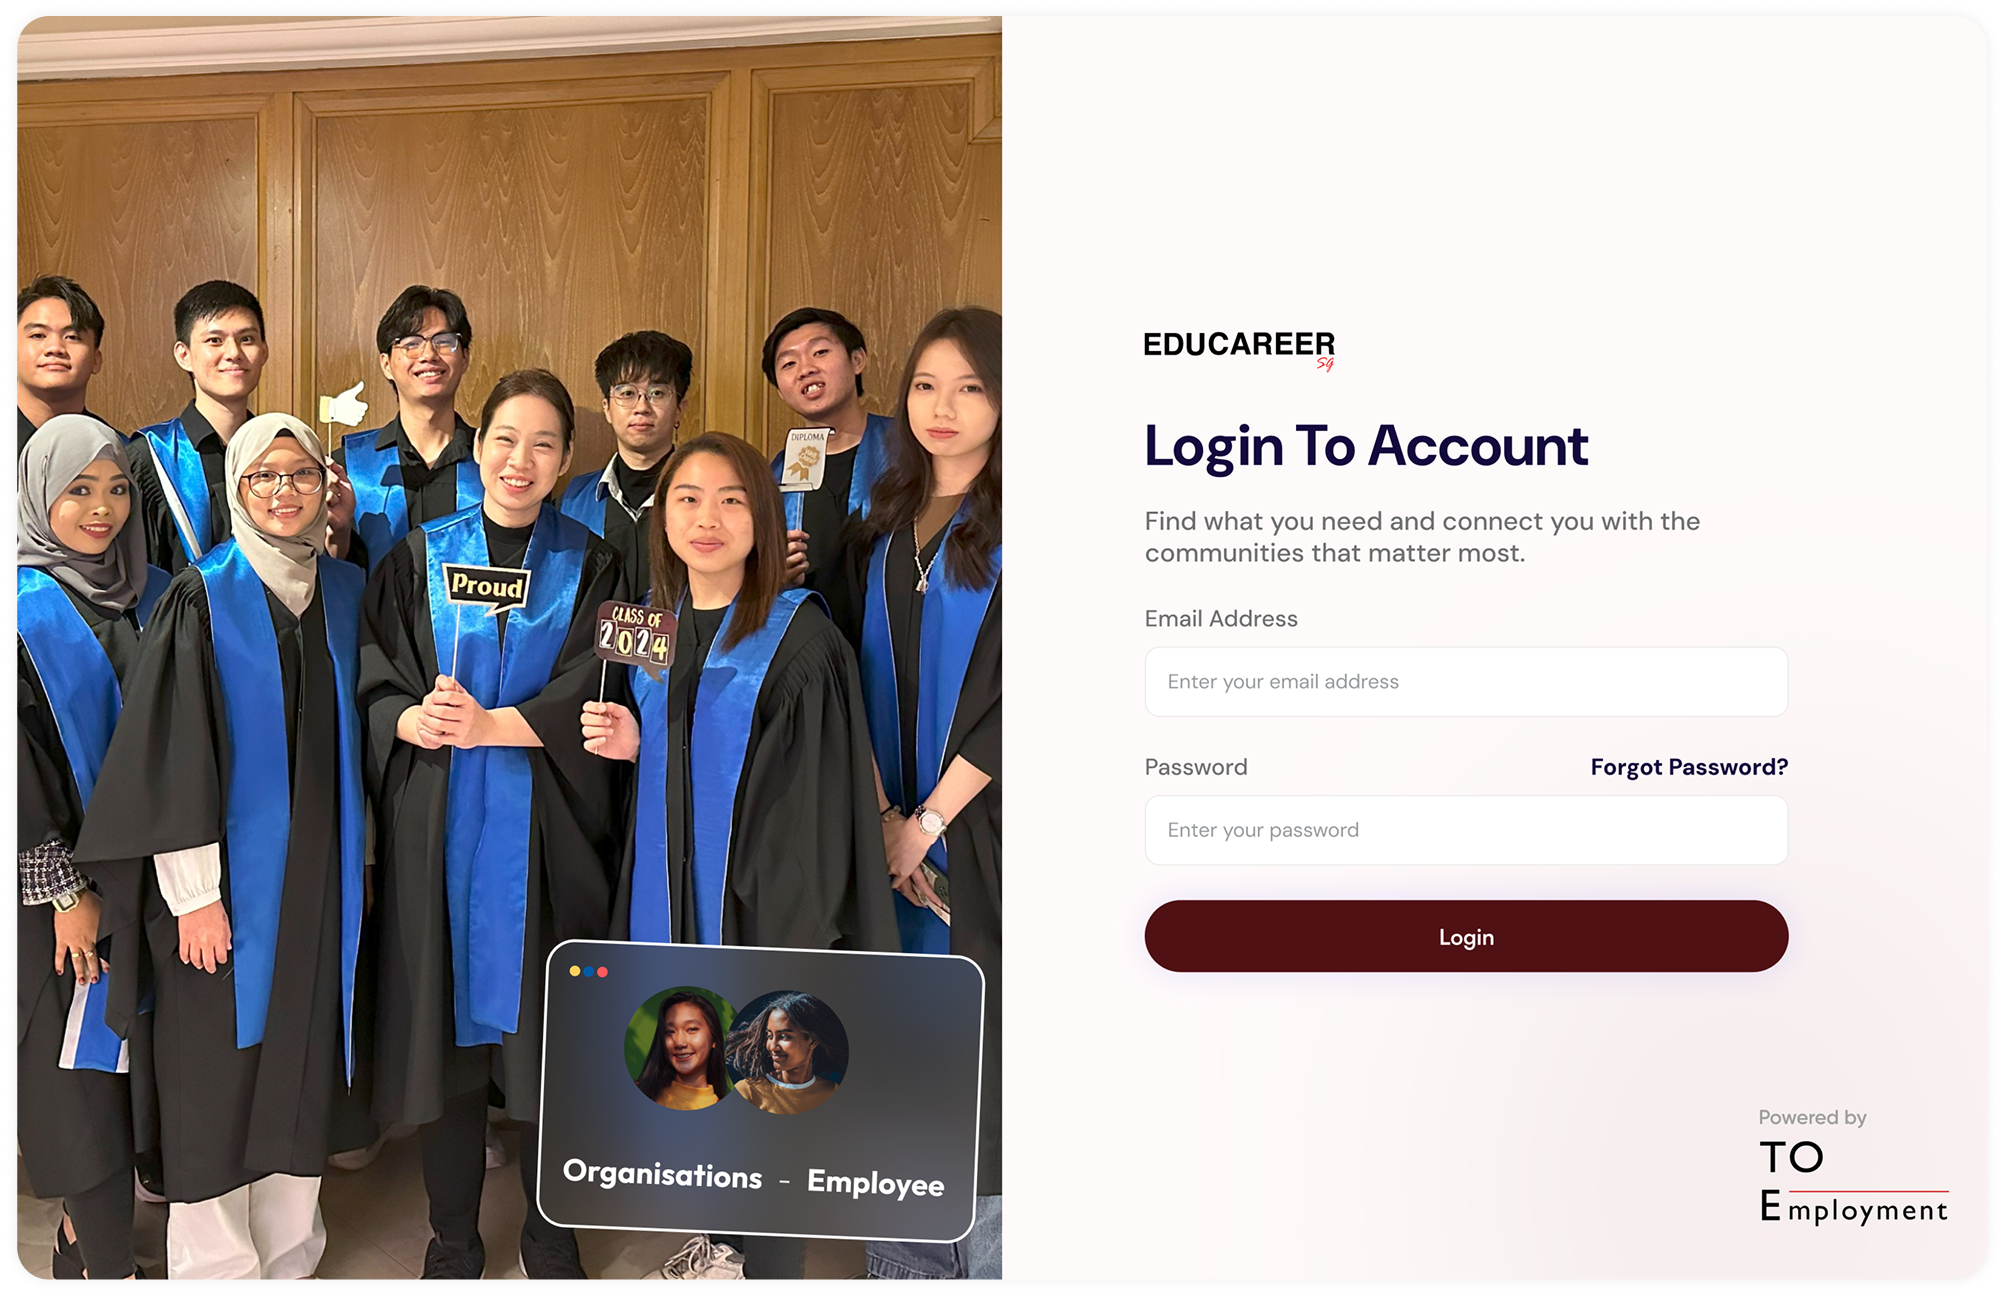 DIPLOMA
Proud
CLASS OF
2024
Organisations - Employee
EDUCAREER
SG
Login To Account
Find what you need and connect you with the
communities that matter most.
Email Address
Enter your email address
Password
Forgot Password?
Enter your password
Login
Powered by
TO
Employment